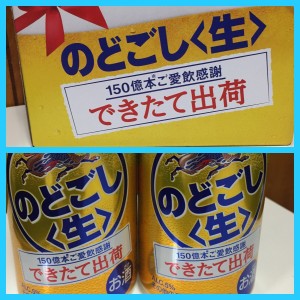 のどごし〈生〉
150億本ご愛飲感謝
できたて出荷
のどごし
〈生〉
150億本ご愛飲感謝
できたて出荷
お酒
のどごし
〈生〉
150億本ご愛飲感謝
できたて出荷
お酒